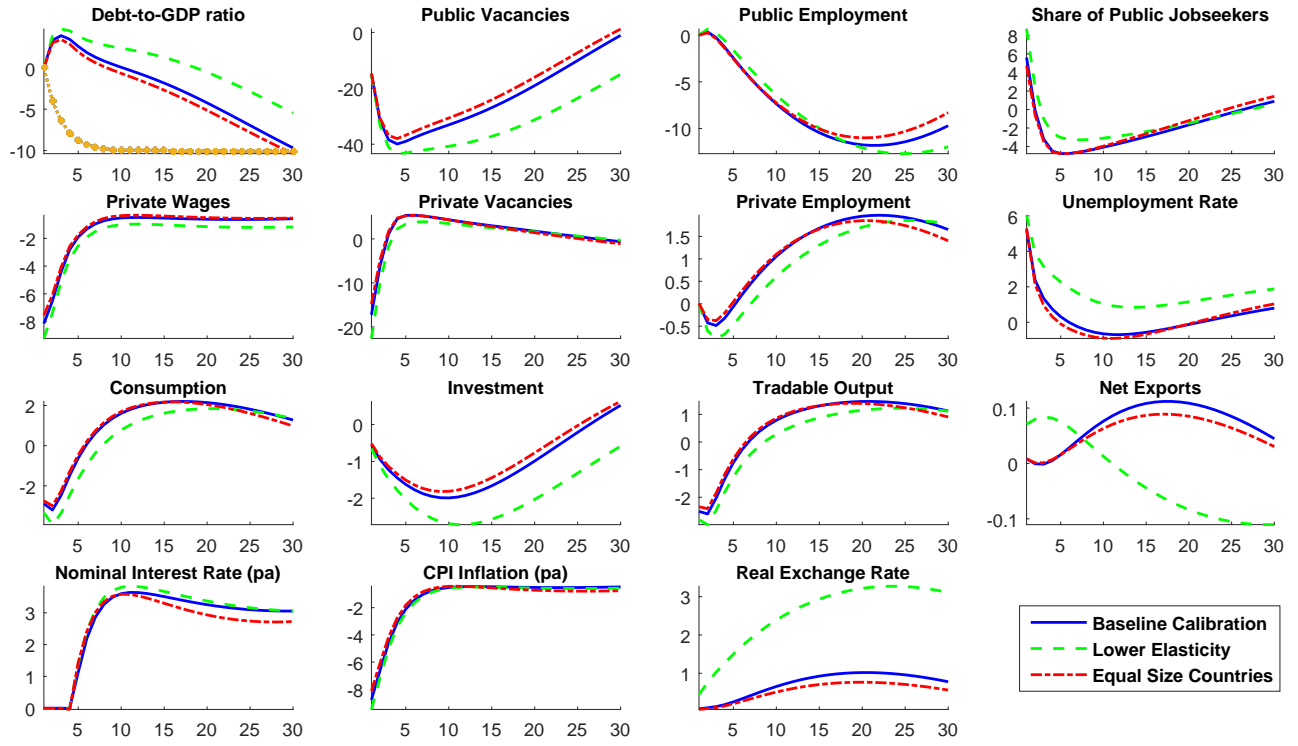 Debt-to-GDP ratio
0
-5
-10
5 10 15 20 25 30
Public Vacancies
0
-20
-40
5 10 15 20 25 30
Public Employment
0
-5
-10
5 10 15 20 25 30
Share of Public Jobseekers
8
6
4
2
0
-2
-4
5 10 15 20 25 30
Private Wages
-2
-4
-6
-8
5 10 15 20 25 30
Private Vacancies
0
-10
-20
5 10 15 20 25 30
Private Employment
1.5
1
0.5
0
-0.5
5 10 15 20 25 30
Unemployment Rate
6
4
2
0
5 10 15 20 25 30
Consumption
2
0
-2
5 10 15 20 25 30
Investment
0
-1
-2
5 10 15 20 25 30
Tradable Output
1
0
-1
-2
5 10 15 20 25 30
Net Exports
0.1
0
-0.1
5 10 15 20 25 30
Nominal Interest Rate (pa)
3
2
1
0
5 10 15 20 25 30
CPI Inflation (pa)
-2
-4
-6
-8
5 10 15 20 25 30
Real Exchange Rate
3
2
1
5 10 15 20 25 30
Baseline Calibration
Lower Elasticity
Equal Size Countries